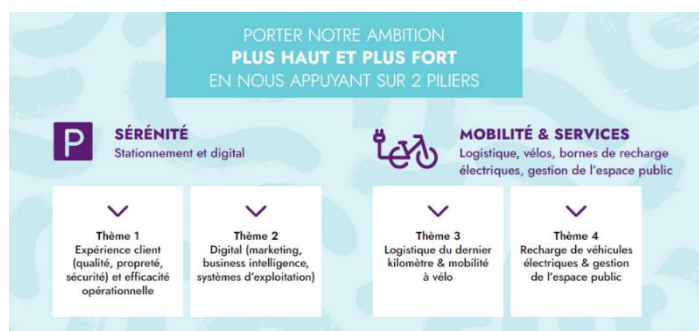 PORTER NOTRE AMBITION
PLUS HAUT ET PLUS FORT
EN NOUS APPUYANT SUR 2 PILIERS
P
SÉRÉNITÉ
Stationnement et digital
MOBILITÉ & SERVICES
Logistique, vélos, bornes de recharge
électriques, gestion de l'espace public
Thème 1
Expérience client
(qualité, propreté,
sécurité) et efficacité
opérationnelle
Thème 2
Digital (marketing,
business intelligence,
systèmes d'exploitation)
Thème 3
Logistique du dernier
kilomètre & mobilité
à vélo
Thème 4
Recharge de véhicules
électriques & gestion
de l'espace public